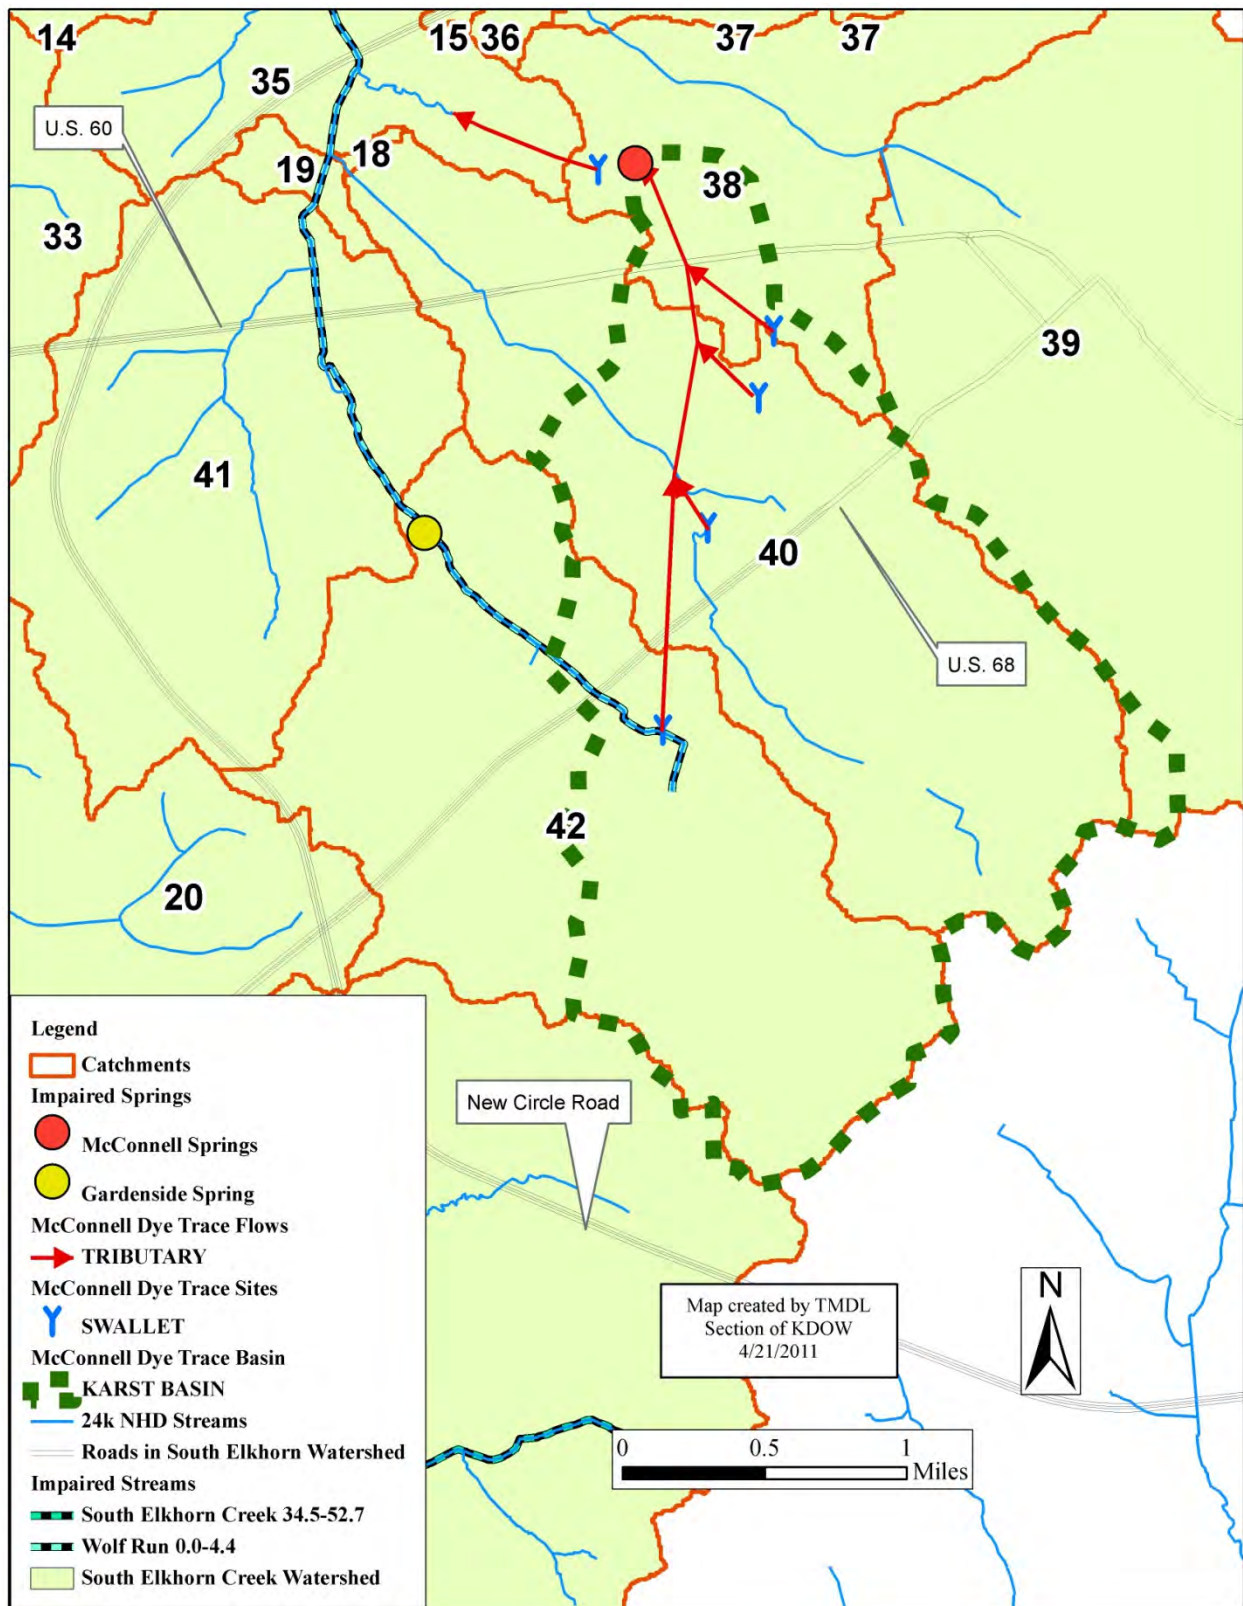 14
15 36
37
37
35
U.S. 60
19
18
38
33
39
41
40
U.S. 68
42
20
Legend
Catchments
Impaired Springs
McConnell Springs
Gardenside Spring
McConnell Dye Trace Flows
TRIBUTARY
McConnell Dye Trace Sites
SWALLET
McConnell Dye Trace Basin
KARST BASIN
24k NHD Streams
Roads in South Elkhorn Watershed
Impaired Streams
South Elkhorn Creek 34.5-52.7
Wolf Run 0.0-4.4
South Elkhorn Creek Watershed
New Circle Road
Map created by TMDL
Section of KDOW
4/21/2011
N
0 0.5 1
Miles